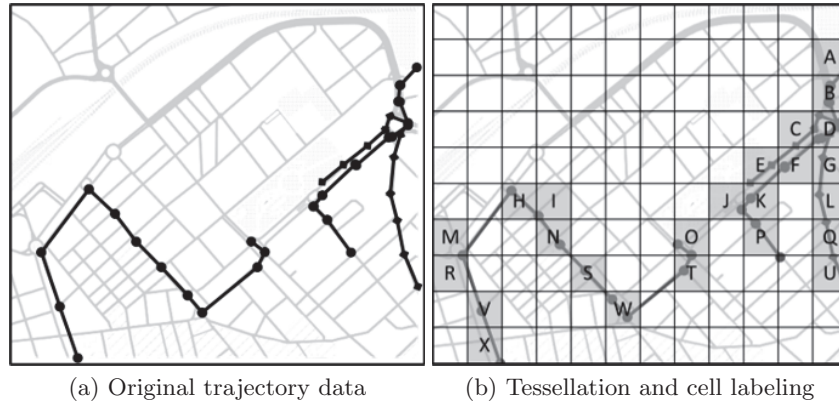 A
B
C D
E F G
H I J K L
M N O P Q
R S T U
V W
X
(a) Original trajectory data (b) Tessellation and cell labeling